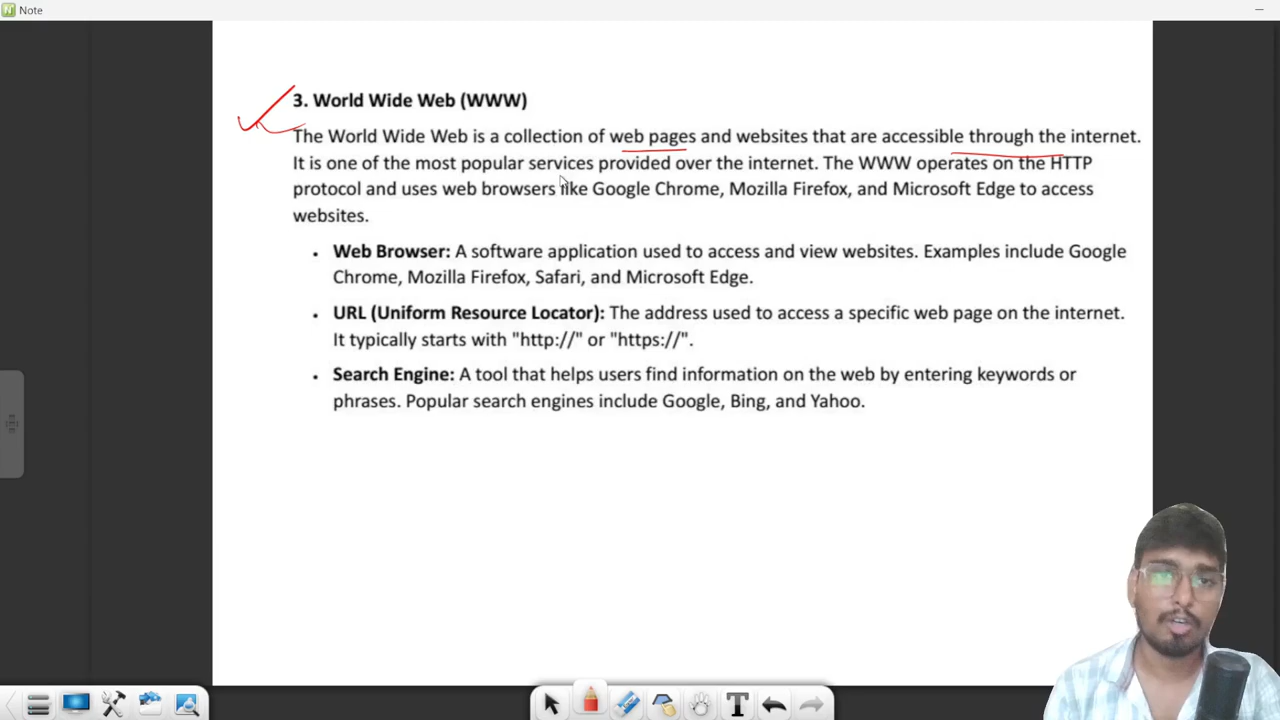 Note
3. World Wide Web (WWW)
The World Wide Web is a collection of web pages and websites that are accessible through the internet.
It is one of the most popular services provided over the internet. The WWW operates on the HTTP
protocol and uses web browsers like Google Chrome, Mozilla Firefox, and Microsoft Edge to access
websites.
• Web Browser: A software application used to access and view websites. Examples include Google
Chrome, Mozilla Firefox, Safari, and Microsoft Edge.
• URL (Uniform Resource Locator): The address used to access a specific web page on the internet.
It typically starts with "http://" or "https://".
• Search Engine: A tool that helps users find information on the web by entering keywords or
phrases. Popular search engines include Google, Bing, and Yahoo.